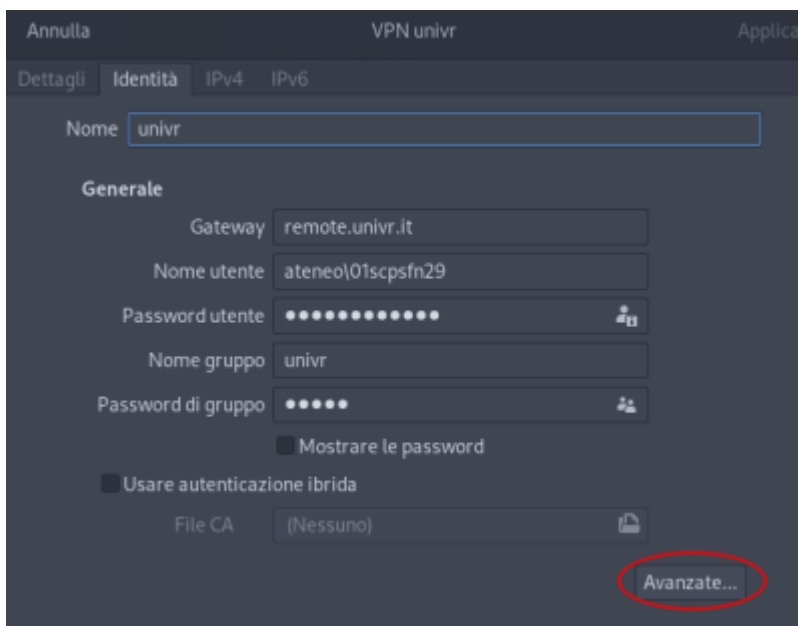 Annulla VPN univr Applica
Dettagli Identità IPv4 IPv6
Nome univr
Generale
Gateway remote.univr.it
Nome utente ateneo\01scpsfn29
Password utente ●●●●●●●●●●●●
Nome gruppo univr
Password di gruppo ●●●●●
Mostrare le password
Usare autenticazione ibrida
File CA (Nessuno)
Avanzate...